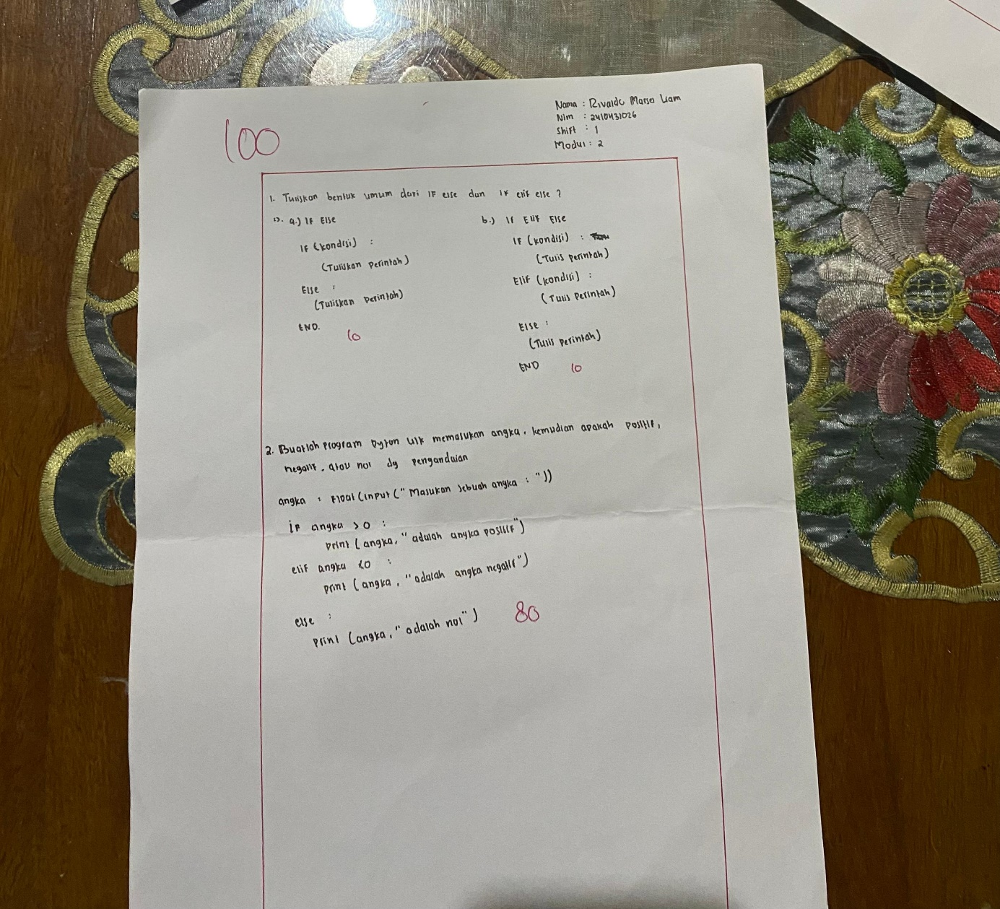 100
Nama : Rivaldo Marsa Liam
Nim : 2410431026
Shift : 1
Modul : 2
1. Tuliskan bentuk umum dari IF else dan IF elif else ?
a.) IF Else
IF (kondisi) :
(Tuliskan perintah)
Else :
(Tuliskan perintah)
END.
10
b.) If Elif Else
IF (kondisi) :
(Tulis perintah)
Elif (kondisi) :
(Tulis perintah)
Else :
(Tulis perintah)
END
10
2. Buatlah program pyton utk memasukan angka, kemudian apakah positif,
negatif, atau nol dg pengandaian
angka : Float (input (" Masukan sebuah angka : " ))
if angka > 0 :
print (angka, " adalah angka positif")
elif angka < 0 :
print (angka, "adalah angka negatif")
else :
print (angka, " adalah nol")
80